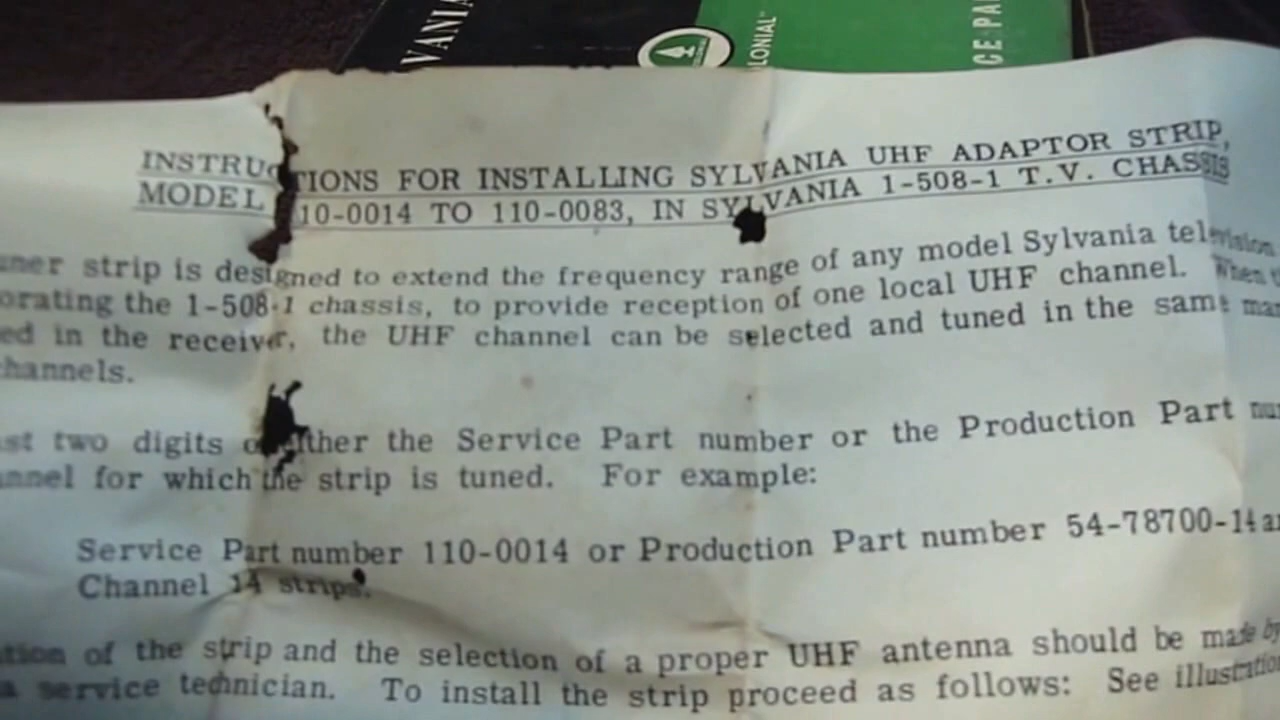 VANIA
LONIAL
CE PA
INSTRUCTIONS FOR INSTALLING SYLVANIA UHF ADAPTOR STRIP,
MODEL 110-0014 TO 110-0083, IN SYLVANIA 1-508-1 T.V. CHASSIS
ner strip is designed to extend the frequency range of any model Sylvania television
orating the 1-508-1 chassis, to provide reception of one local UHF channel. When t
ed in the receiver, the UHF channel can be selected and tuned in the same ma
hannels.
st two digits of either the Service Part number or the Production Part nu
nnel for which the strip is tuned. For example:
Service Part number 110-0014 or Production Part number 54-78700-14 ar
Channel 14 strips.
tion of the strip and the selection of a proper UHF antenna should be made by
a service technician. To install the strip proceed as follows: See illustration